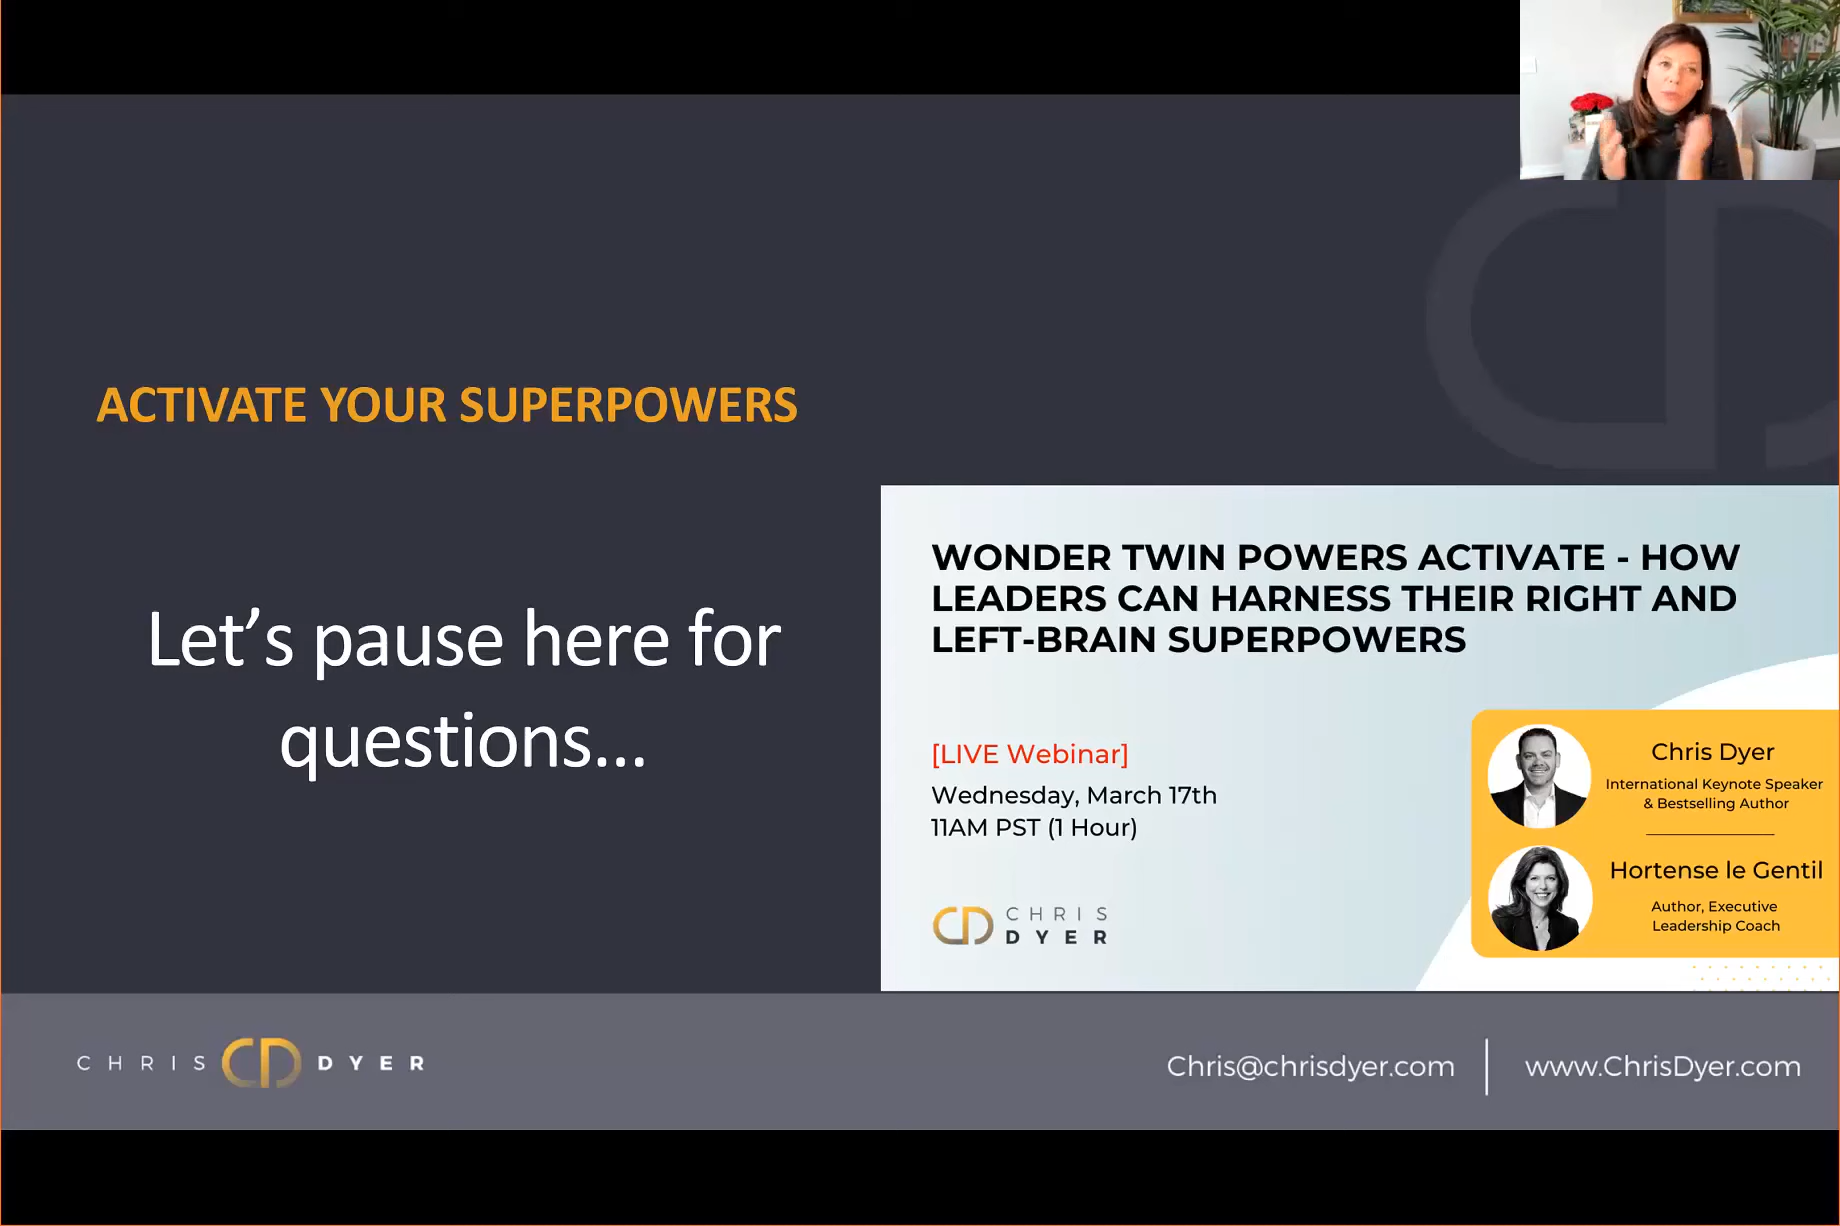 ACTIVATE YOUR SUPERPOWERS
Let’s pause here for
questions...
WONDER TWIN POWERS ACTIVATE - HOW
LEADERS CAN HARNESS THEIR RIGHT AND
LEFT-BRAIN SUPERPOWERS
[LIVE Webinar]
Wednesday, March 17th
11AM PST (1 Hour)
CHRIS
DYER
Chris Dyer
International Keynote Speaker
& Bestselling Author
Hortense le Gentil
Author, Executive
Leadership Coach
CHRIS CD DYER
Chris@chrisdyer.com | www.ChrisDyer.com